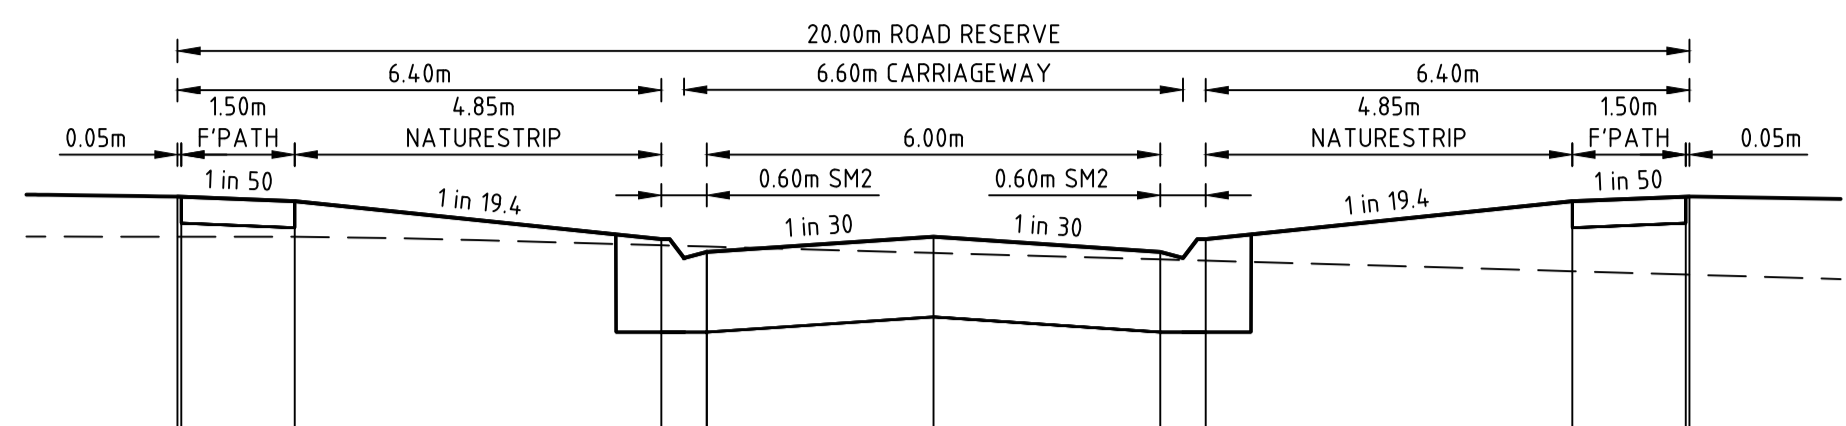 20.00m ROAD RESERVE
6.40m
6.60m CARRIAGEWAY
6.40m
1.50m
4.85m
4.85m
1.50m
0.05m
F'PATH
NATURESTRIP
6.00m
NATURESTRIP
F'PATH
0.05m
1 in 50
0.60m SM2
0.60m SM2
1 in 50
1 in 19.4
1 in 19.4
1 in 30
1 in 30